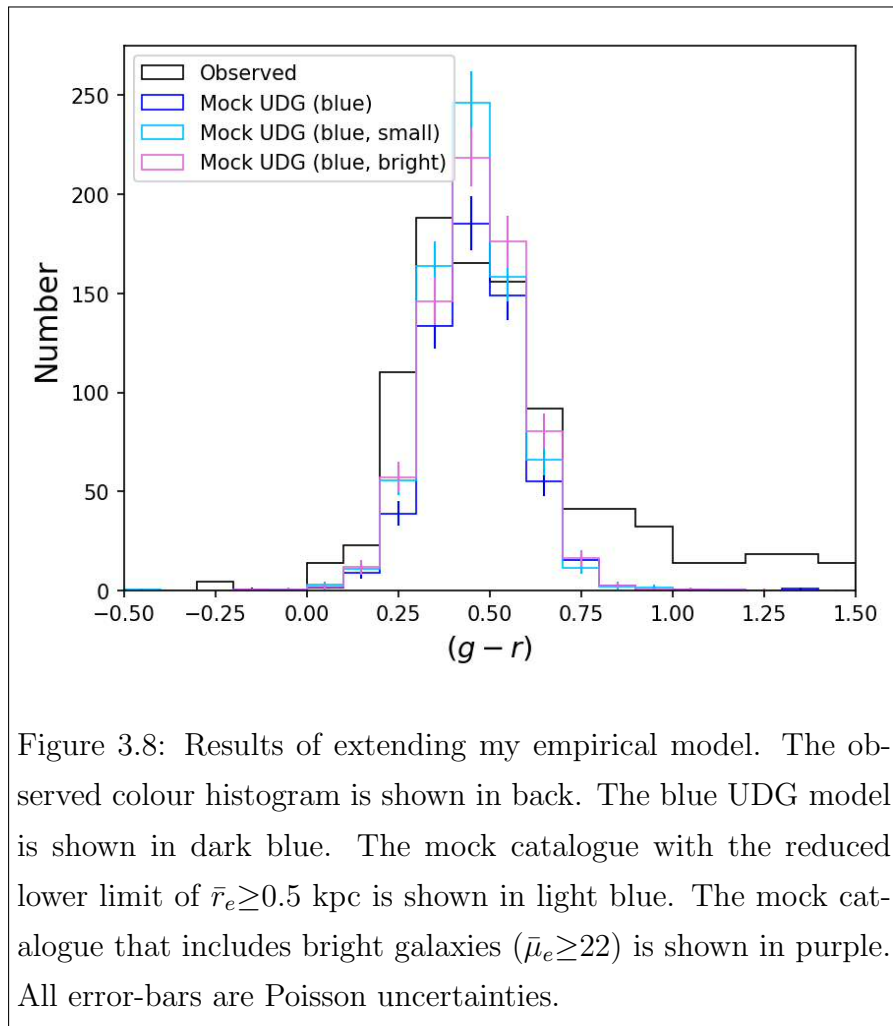 Observed
Mock UDG (blue)
Mock UDG (blue, small)
Mock UDG (blue, bright)
250
200
150
100
50
0
Number
−0.50 −0.25 0.00 0.25 0.50 0.75 1.00 1.25 1.50
(g − r)
Figure 3.8: Results of extending my empirical model. The ob-
served colour histogram is shown in back. The blue UDG model
is shown in dark blue. The mock catalogue with the reduced
lower limit of r̄ₑ≥0.5 kpc is shown in light blue. The mock cat-
alogue that includes bright galaxies (μ̄ₑ≥22) is shown in purple.
All error-bars are Poisson uncertainties.